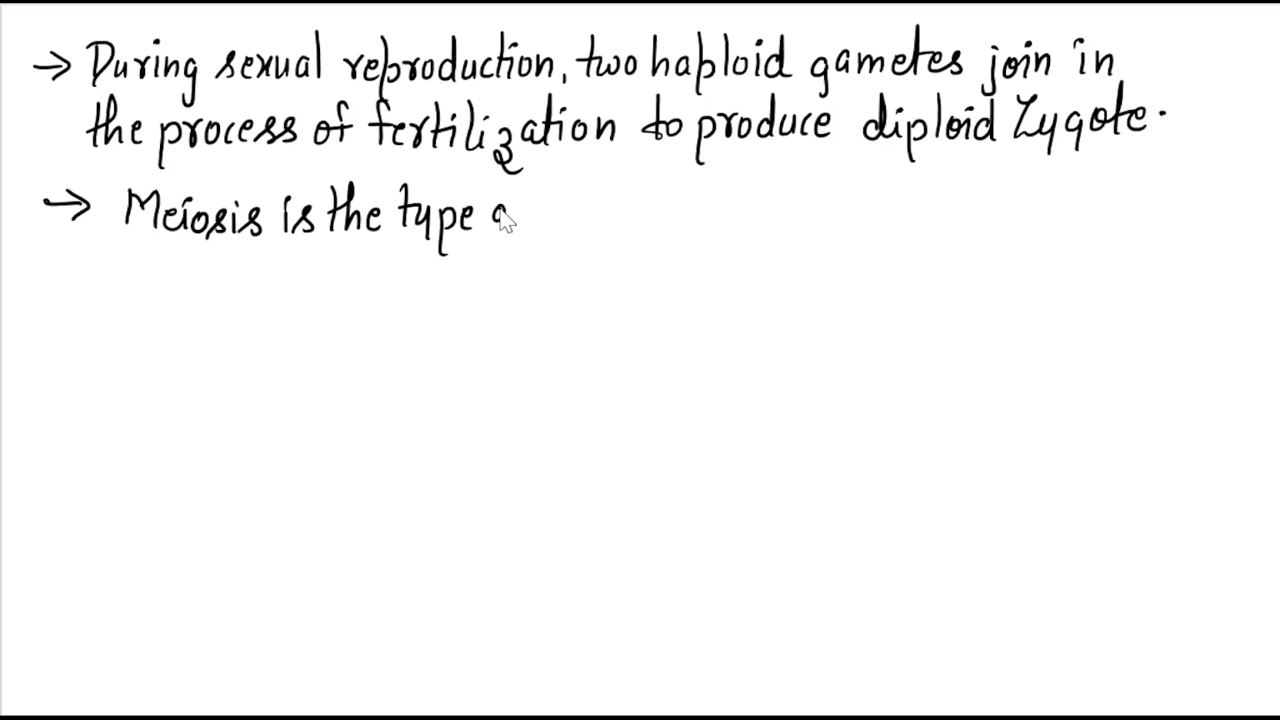 → During sexual reproduction, two haploid gametes join in
the process of fertilization to produce diploid Zygote.
→ Meiosis is the type